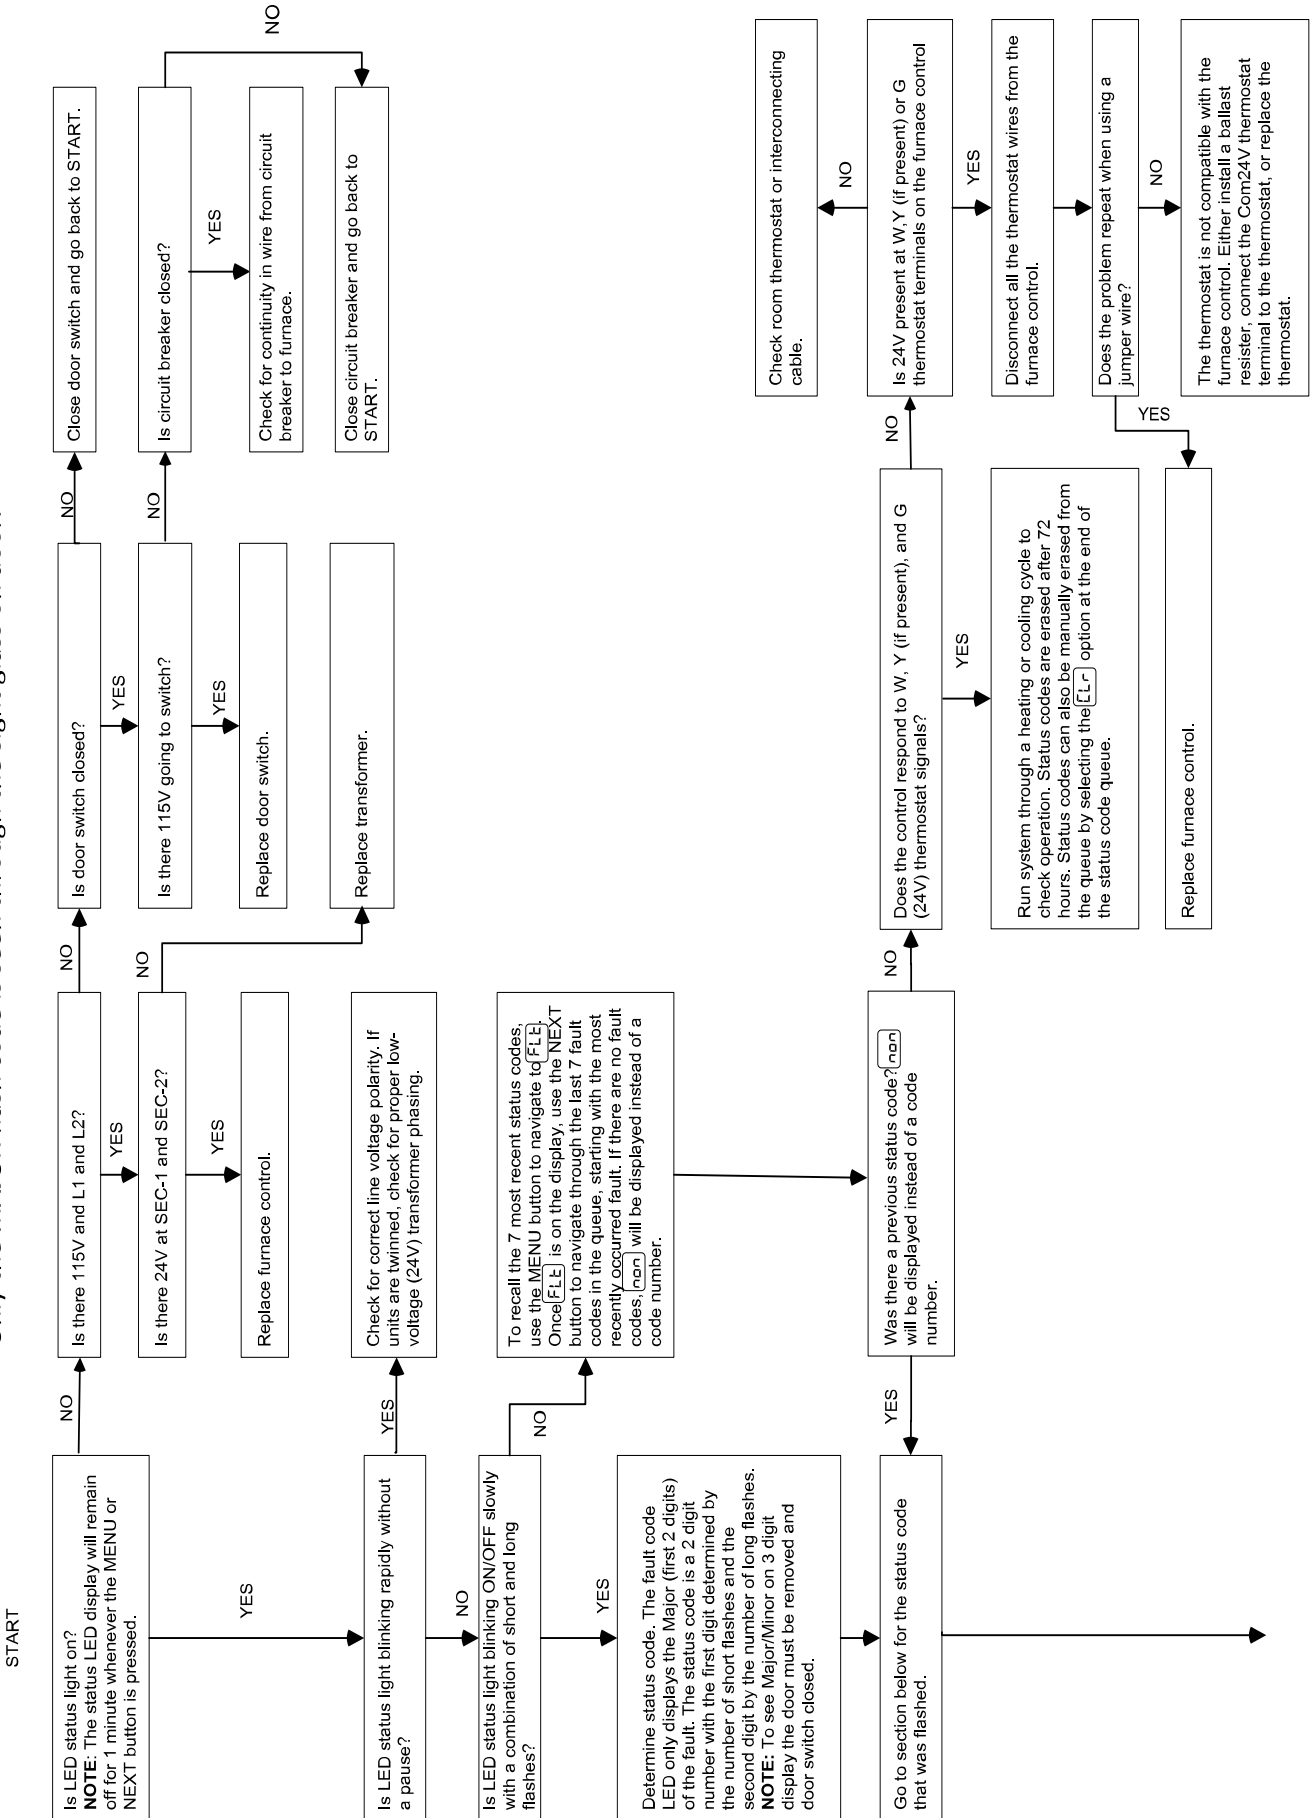 START
Is LED status light on?
NOTE: The status LED display will remain
off for 1 minute whenever the MENU or
NEXT button is pressed.
NO
YES
Is there 115V and L1 and L2?
YES
NO
Is there 24V at SEC-1 and SEC-2?
YES
NO
Replace furnace control.
Is door switch closed?
YES
NO
Is there 115V going to switch?
YES
NO
Replace door switch.
Replace transformer.
Close door switch and go back to START.
Is circuit breaker closed?
YES
NO
Check for continuity in wire from circuit
breaker to furnace.
Close circuit breaker and go back to
START.
Is LED status light blinking rapidly without
a pause?
YES
NO
Check for correct line voltage polarity. If
units are twinned, check for proper low-
voltage (24V) transformer phasing.
Is LED status light blinking ON/OFF slowly
with a combination of short and long
flashes?
NO
YES
To recall the 7 most recent status codes,
use the MENU button to navigate to FLt.
Once FLt is on the display, use the NEXT
button to navigate through the last 7 fault
codes in the queue, starting with the most
recently occurred fault. If there are no fault
codes, non will be displayed instead of a
code number.
Determine status code. The fault code
LED only displays the Major (first 2 digits)
of the fault. The status code is a 2 digit
number with the first digit determined by
the number of short flashes and the
second digit by the number of long flashes.
NOTE: To see Major/Minor on 3 digit
display the door must be removed and
door switch closed.
Was there a previous status code? non
will be displayed instead of a code
number.
YES
NO
Go to section below for the status code
that was flashed.
Does the control respond to W, Y (if present), and G
(24V) thermostat signals?
NO
YES
Run system through a heating or cooling cycle to
check operation. Status codes are erased after 72
hours. Status codes can also be manually erased from
the queue by selecting the CLr option at the end of
the status code queue.
Replace furnace control.
Check room thermostat or interconnecting
cable.
NO
Is 24V present at W,Y (if present) or G
thermostat terminals on the furnace control
YES
Disconnect all the thermostat wires from the
furnace control.
Does the problem repeat when using a
jumper wire?
YES
NO
The thermostat is not compatible with the
furnace control. Either install a ballast
resister, connect the Com24V thermostat
terminal to the thermostat, or replace the
thermostat.